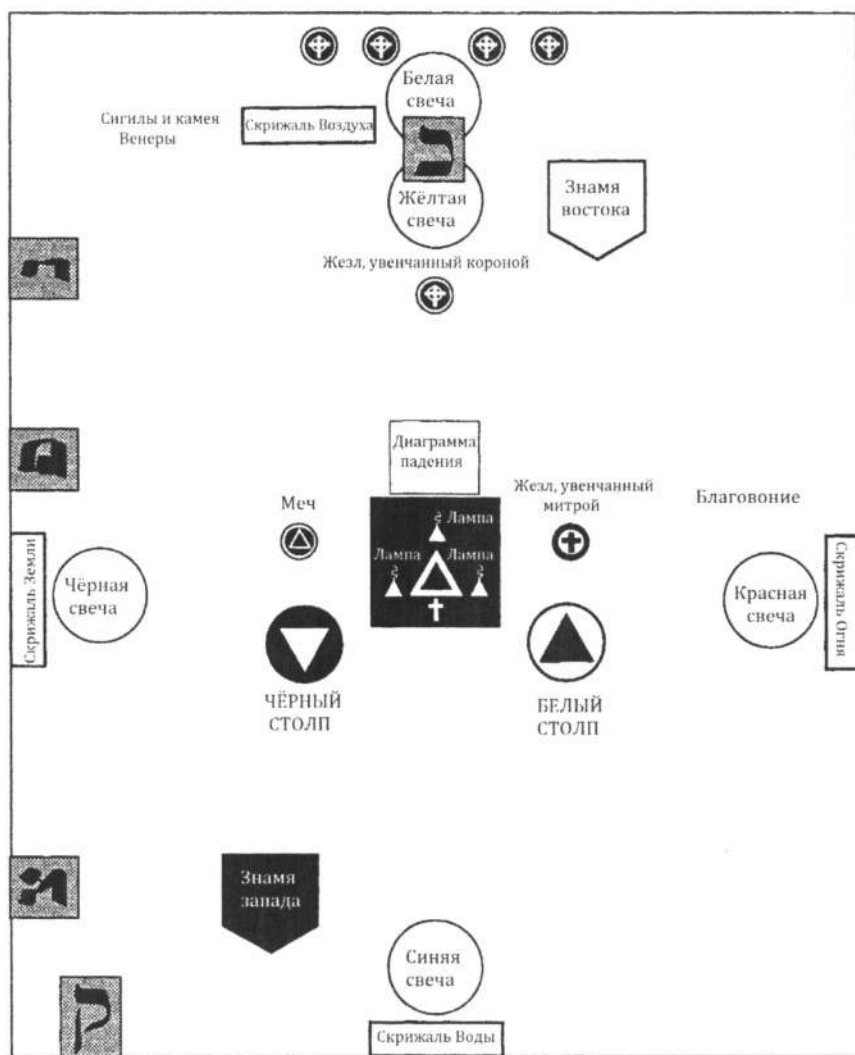 Белая
свеча
Сигилы и камея
Венеры
Скрижаль Воздуха
כ
Жёлтая
свеча
Знамя
востока
Жезл, увенчанный короной
Диаграмма
падения
Меч
Жезл, увенчанный
митрой
Благовоние
Лампа
Лампа
Лампа
Скрижаль Земли
Чёрная
свеча
Красная
свеча
Скрижаль Огня
ЧЁРНЫЙ
СТОЛП
БЕЛЫЙ
СТОЛП
Знамя
запада
Синяя
свеча
ק
Скрижаль Воды